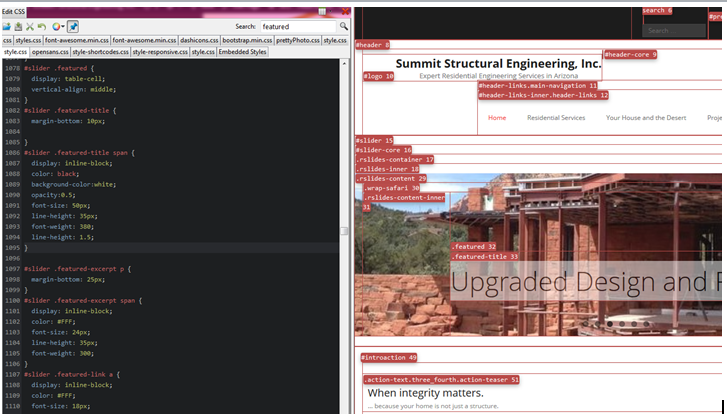 Edit CSS
Search: featured
css styles.css font-awesome.min.css font-awesome.min.css dashicons.css bootstrap.min.css prettyPhoto.css style.css
style.css opensans.css style-shortcodes.css style-responsive.css style.css Embedded Styles
1078 #slider .featured {
1079 display: table-cell;
1080 vertical-align: middle;
1081 }
1082 #slider .featured-title {
1083 margin-bottom: 10px;
1084
1085 }
1086 #slider .featured-title span {
1087 display: inline-block;
1088 color: black;
1089 background-color:white;
1090 opacity:0.5;
1091 font-size: 50px;
1092 line-height: 35px;
1093 font-weight: 300;
1094 line-height: 1.5;
1095 }
1096
1097 #slider .featured-excerpt p {
1098 margin-bottom: 25px;
1099 }
1100 #slider .featured-excerpt span {
1101 display: inline-block;
1102 color: #FFF;
1103 font-size: 24px;
1104 line-height: 35px;
1105 font-weight: 300;
1106 }
1107 #slider .featured-link a {
1108 display: inline-block;
1109 color: #FFF;
1110 font-size: 18px;
search 6
#pr
Search ...
#header 8
#header-core 9
Summit Structural Engineering, Inc.
#logo 10
Expert Residential Engineering Services in Arizona
#header-links.main-navigation 11
#header-links-inner.header-links 12
Home Residential Services Your House and the Desert Proje
#slider 15
#slider-core 16
.rslides-container 17
.rslides-inner 18
.rslides-content 29
.wrap-safari 30
.rslides-content-inner
31
.featured 32
.featured-title 33
Upgraded Design and
#introaction 49
.action-text.three_fourth.action-teaser 51
When integrity matters.
... because your home is not just a structure.